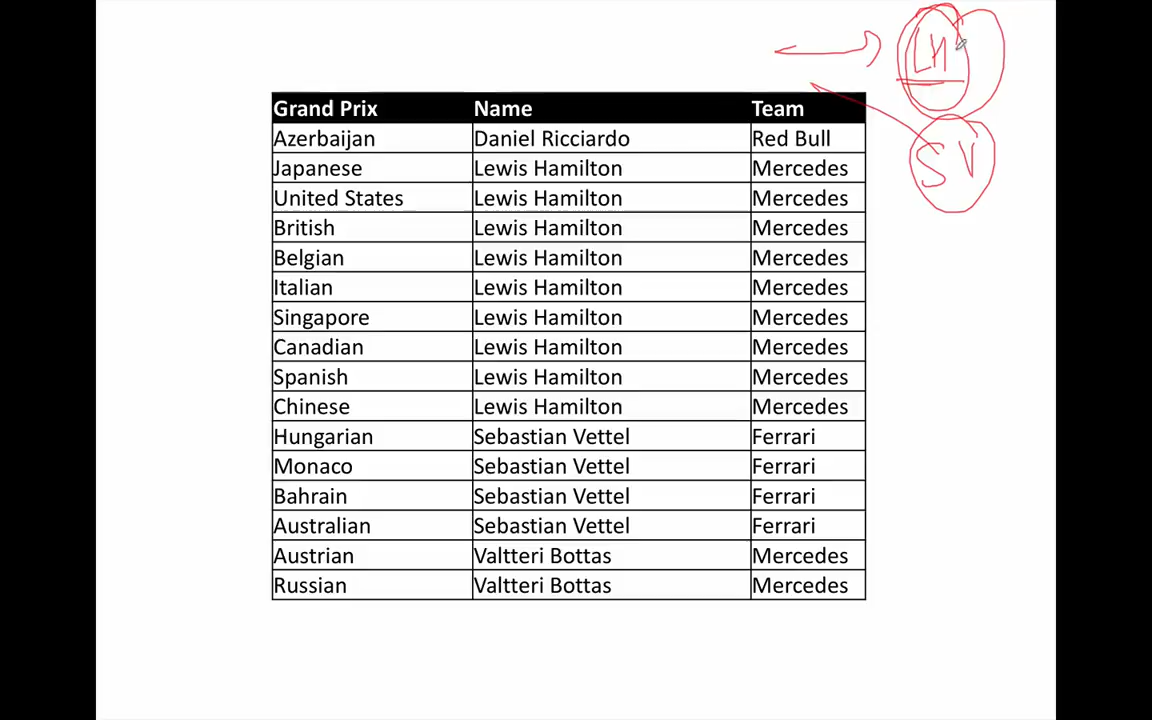 LH
Grand Prix Name Team
SV
Azerbaijan Daniel Ricciardo Red Bull
Japanese Lewis Hamilton Mercedes
United States Lewis Hamilton Mercedes
British Lewis Hamilton Mercedes
Belgian Lewis Hamilton Mercedes
Italian Lewis Hamilton Mercedes
Singapore Lewis Hamilton Mercedes
Canadian Lewis Hamilton Mercedes
Spanish Lewis Hamilton Mercedes
Chinese Lewis Hamilton Mercedes
Hungarian Sebastian Vettel Ferrari
Monaco Sebastian Vettel Ferrari
Bahrain Sebastian Vettel Ferrari
Australian Sebastian Vettel Ferrari
Austrian Valtteri Bottas Mercedes
Russian Valtteri Bottas Mercedes